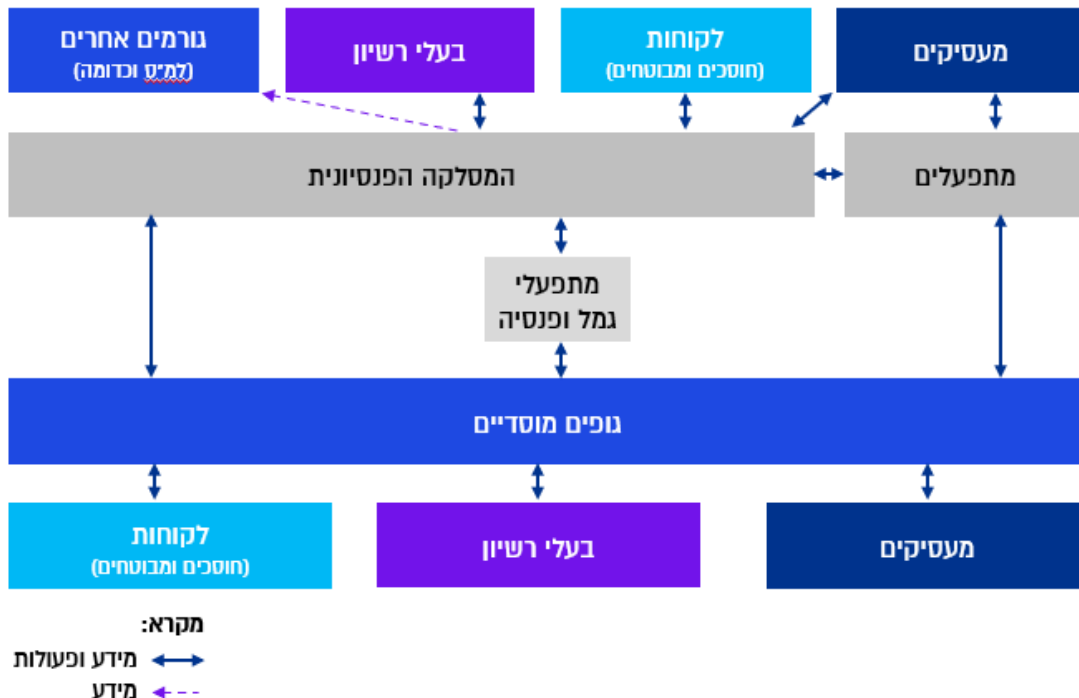 מעסיקים
לקוחות
(חוסכים ומבוטחים)
בעלי רשיון
גורמים אחרים
(למ"ס וכדומה)
מתפעלים
המסלקה הפנסיונית
מתפעלי
גמל ופנסיה
גופים מוסדיים
מעסיקים
בעלי רשיון
לקוחות
(חוסכים ומבוטחים)
מקרא:
מידע ופעולות
מידע